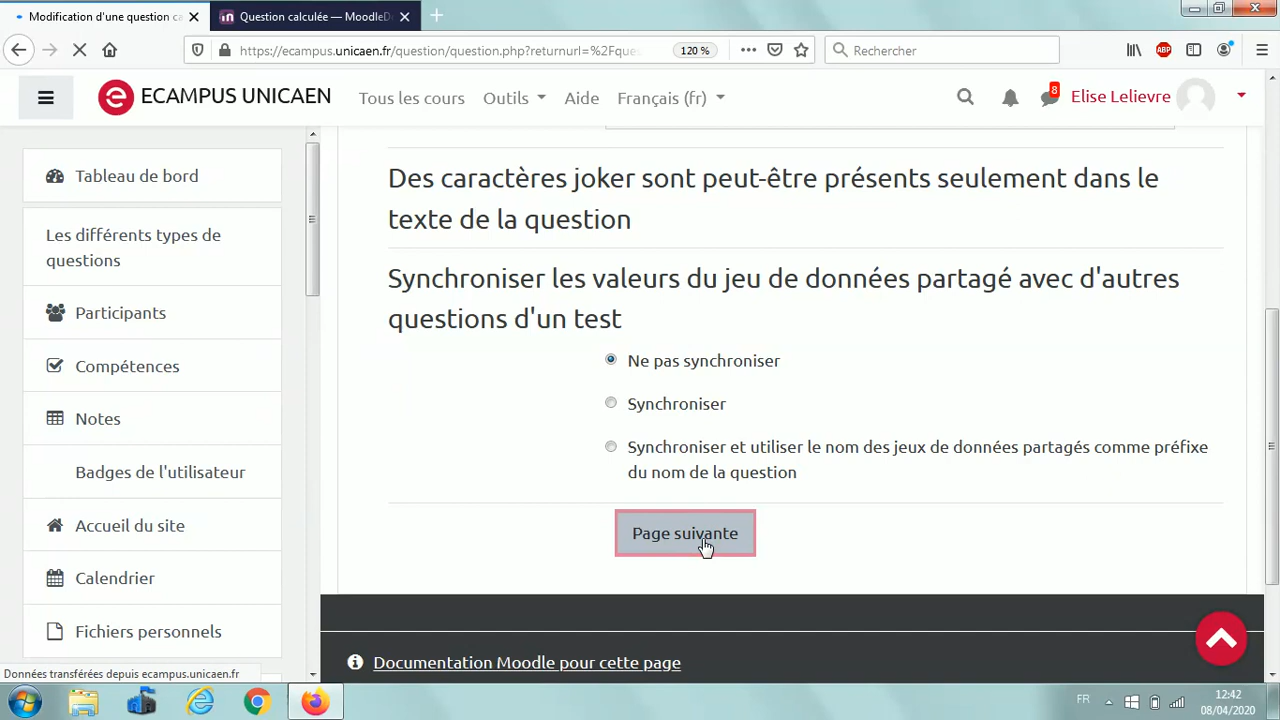 Modification d'une question ca
Question calculée — MoodleD
https://ecampus.unicaen.fr/question/question.php?returnurl=%2Fques
120 %
Rechercher
ABP
ECAMPUS UNICAEN
Tous les cours
Outils
Aide
Français (fr)
8
Elise Lelievre
Tableau de bord
Les différents types de
questions
Participants
Compétences
Notes
Badges de l'utilisateur
Accueil du site
Calendrier
Fichiers personnels
Des caractères joker sont peut-être présents seulement dans le
texte de la question
Synchroniser les valeurs du jeu de données partagé avec d'autres
questions d'un test
Ne pas synchroniser
Synchroniser
Synchroniser et utiliser le nom des jeux de données partagés comme préfixe
du nom de la question
Page suivante
Documentation Moodle pour cette page
Données transférées depuis ecampus.unicaen.fr
FR
12:42
08/04/2020